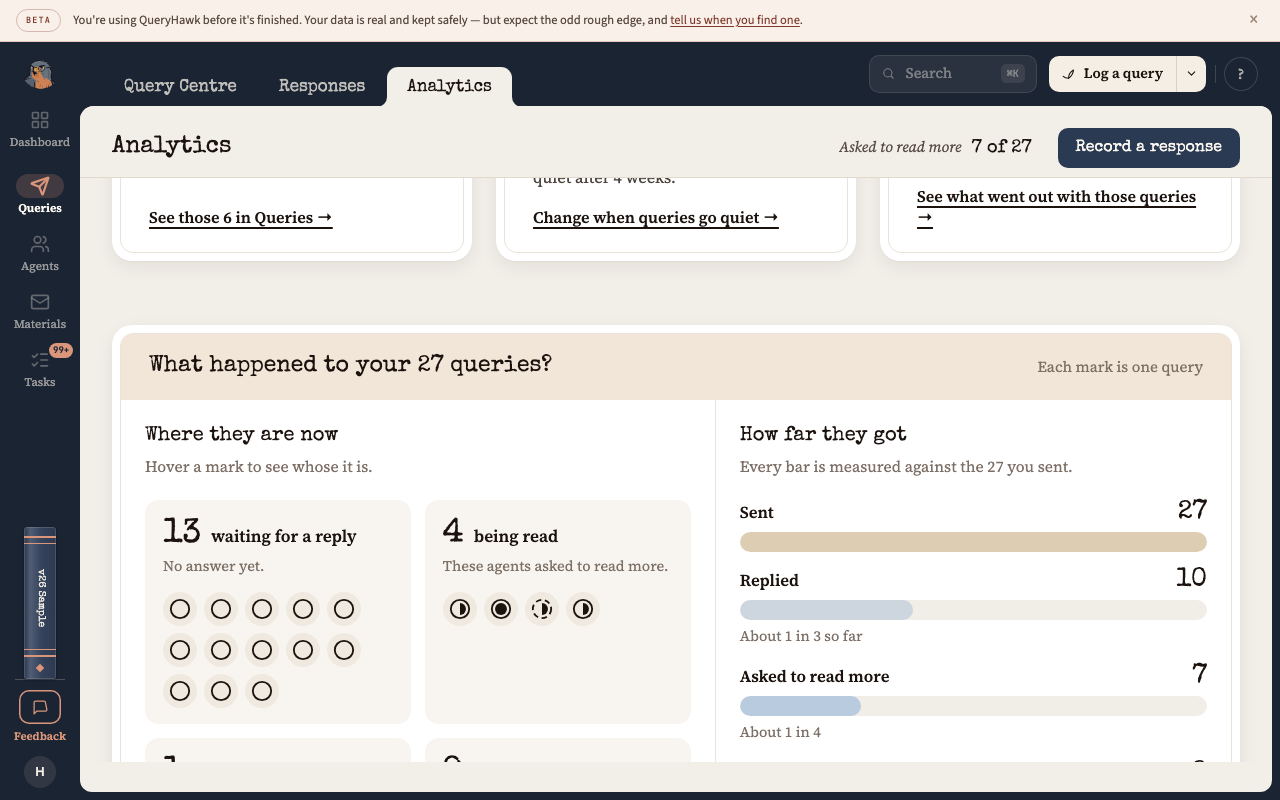 BETA
You're using QueryHawk before it's finished. Your data is real and kept safely — but expect the odd rough edge, and tell us when you find one.
×
Query Centre
Responses
Analytics
Search
⌘K
Log a query
?
Dashboard
Queries
Agents
Materials
99+
Tasks
v26 Sample
Feedback
H
Analytics
Asked to read more 7 of 27
Record a response
See those 6 in Queries →
quiet after 4 weeks.
Change when queries go quiet →
See what went out with those queries
→
What happened to your 27 queries?
Each mark is one query
Where they are now
Hover a mark to see whose it is.
13 waiting for a reply
No answer yet.
4 being read
These agents asked to read more.
How far they got
Every bar is measured against the 27 you sent.
Sent
27
Replied
10
About 1 in 3 so far
Asked to read more
7
About 1 in 4